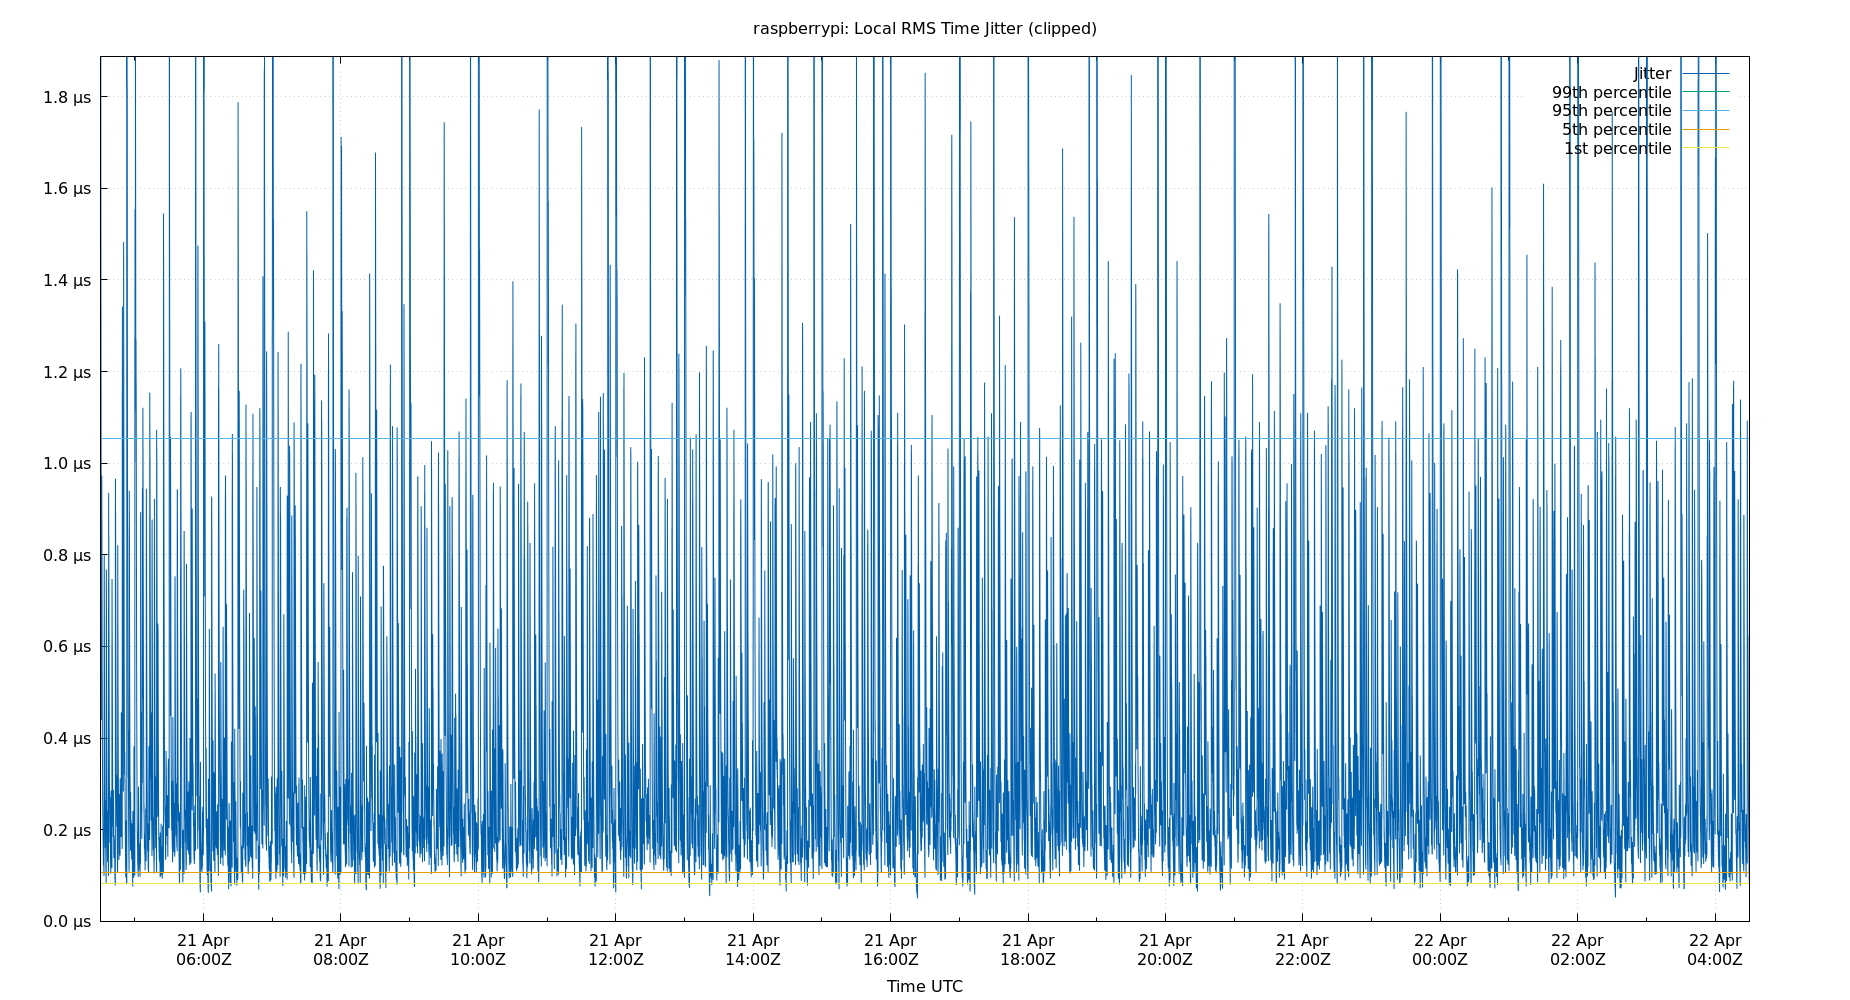 raspberrypi: Local RMS Time Jitter (clipped)
Jitter
99th percentile
95th percentile
5th percentile
1st percentile
1.8 µs
1.6 µs
1.4 µs
1.2 µs
1.0 µs
0.8 µs
0.6 µs
0.4 µs
0.2 µs
0.0 µs
21 Apr 21 Apr 21 Apr 21 Apr 21 Apr 21 Apr 21 Apr 21 Apr 21 Apr 22 Apr 22 Apr 22 Apr
06:00Z 08:00Z 10:00Z 12:00Z 14:00Z 16:00Z 18:00Z 20:00Z 22:00Z 00:00Z 02:00Z 04:00Z
Time UTC